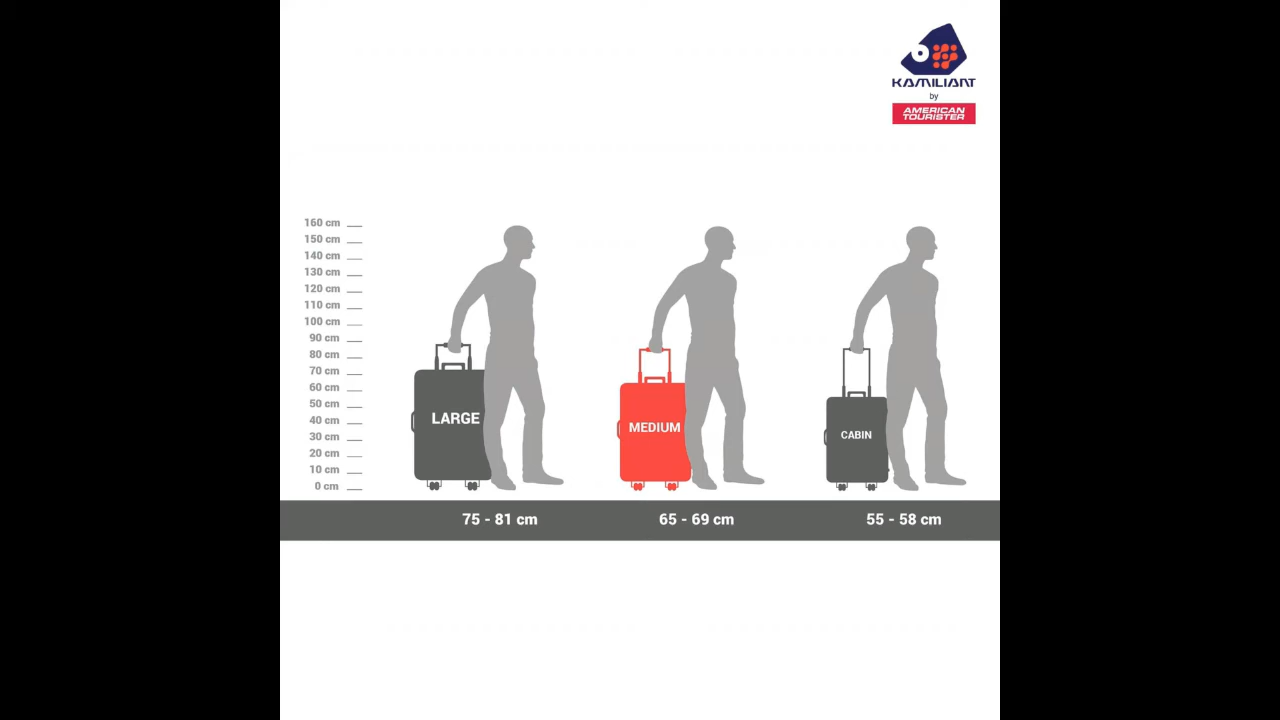 KAMILIANT
by
AMERICAN
TOURISTER
160 cm
150 cm
140 cm
130 cm
120 cm
110 cm
100 cm
90 cm
80 cm
70 cm
60 cm
50 cm
40 cm
30 cm
20 cm
10 cm
0 cm
LARGE
MEDIUM
CABIN
75 - 81 cm
65 - 69 cm
55 - 58 cm